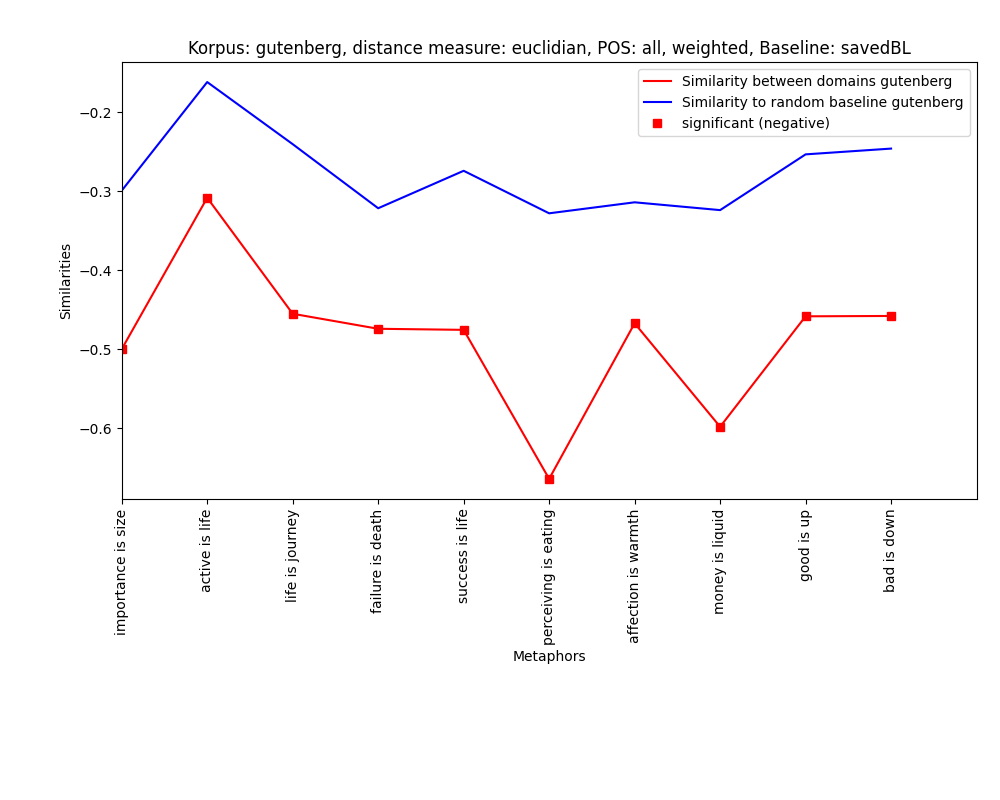 Korpus: gutenberg, distance measure: euclidian, POS: all, weighted, Baseline: savedBL
Similarity between domains gutenberg
Similarity to random baseline gutenberg
significant (negative)
Similarities
−0.2
−0.3
−0.4
−0.5
−0.6
importance is size
active is life
life is journey
failure is death
success is life
perceiving is eating
affection is warmth
money is liquid
good is up
bad is down
Metaphors